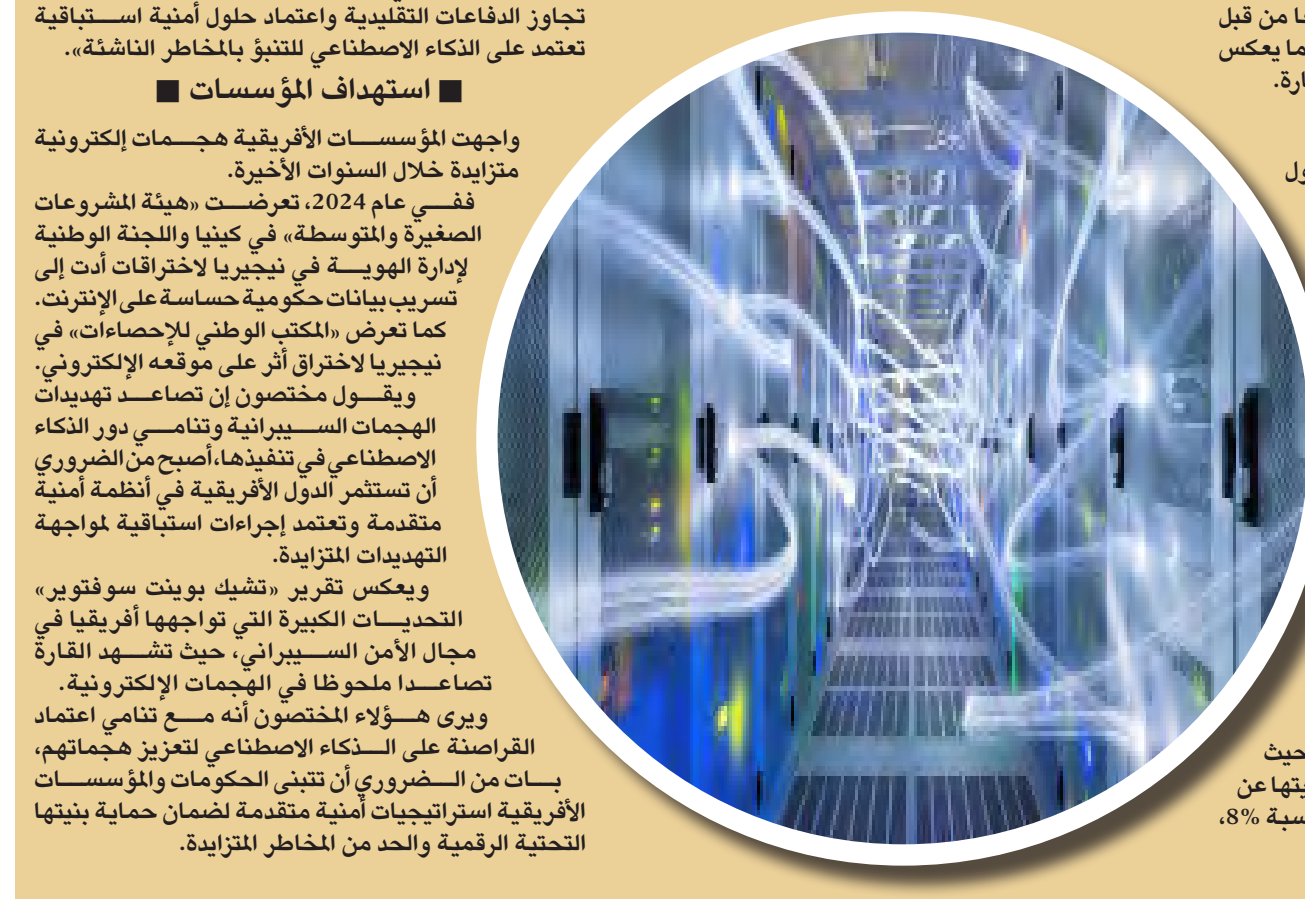 ما يعكس
حيث
نسبة 8%،
تجاوز الدفاعات التقليدية واعتماد حلول أمنية استباقية
تعتمد على الذكاء الاصطناعي للتنبؤ بالمخاطر الناشئة».
■ استهداف المؤسسات ■
واجهت المؤسسات الأفريقية هجمات إلكترونية
متزايدة خلال السنوات الأخيرة.
ففي عام 2024، تعرضت «هيئة المشروعات
الصغيرة والمتوسطة» في كينيا واللجنة الوطنية
لإدارة الهوية في نيجيريا لاختراقات أدت إلى
تسريب بيانات حكومية حساسة على الإنترنت.
كما تعرض «المكتب الوطني للإحصاءات» في
نيجيريا لاختراق أثر على موقعه الإلكتروني.
ويقول مختصون إن تصاعد تهديدات
الهجمات السيبرانية وتنامي دور الذكاء
الاصطناعي في تنفيذها، أصبح من الضروري
أن تستثمر الدول الأفريقية في أنظمة أمنية
متقدمة وتعتمد إجراءات استباقية لمواجهة
التهديدات المتزايدة.
ويعكس تقرير «تشيك بوينت سوفتوير»
التحديات الكبيرة التي تواجهها أفريقيا في
مجال الأمن السيبراني، حيث تشهد القارة
تصاعدا ملحوظا في الهجمات الإلكترونية.
ويرى هؤلاء المختصون أنه مع تنامي اعتماد
القراصنة على الذكاء الاصطناعي لتعزيز هجماتهم،
بات من الضروري أن تتبنى الحكومات والمؤسسات
الأفريقية استراتيجيات أمنية متقدمة لضمان حماية بنيتها
التحتية الرقمية والحد من المخاطر المتزايدة.